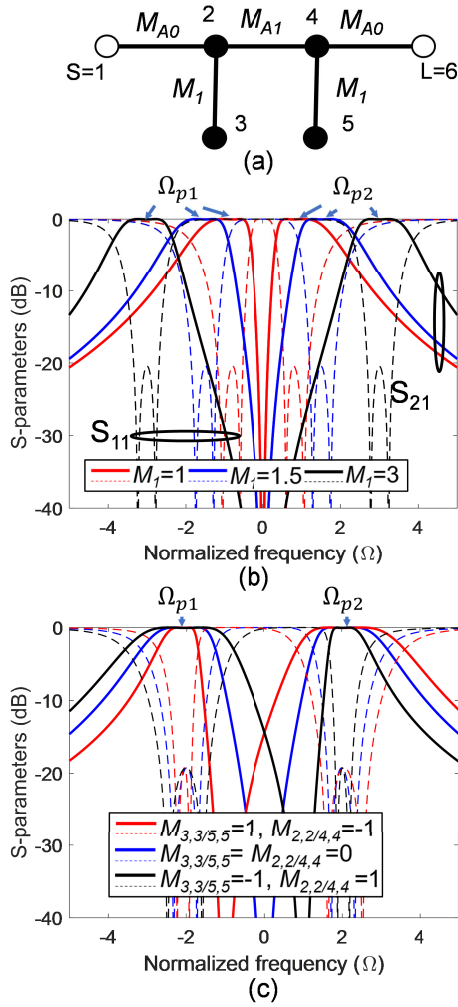 M_A0 2 M_A1 4 M_A0
S=1 L=6
M_1 M_1
3 5
(a)
Ω_p1 Ω_p2
0
-10
-20
-30
-40
S-parameters (dB)
S_21
S_11
M_1=1 M_1=1.5 M_1=3
-4 -2 0 2 4
Normalized frequency (Ω)
(b)
Ω_p1 Ω_p2
0
-10
-20
-30
-40
S-parameters (dB)
M_3,3/5,5=1, M_2,2/4,4=-1
M_3,3/5,5= M_2,2/4,4=0
M_3,3/5,5=-1, M_2,2/4,4=1
-4 -2 0 2 4
Normalized frequency (Ω)
(c)